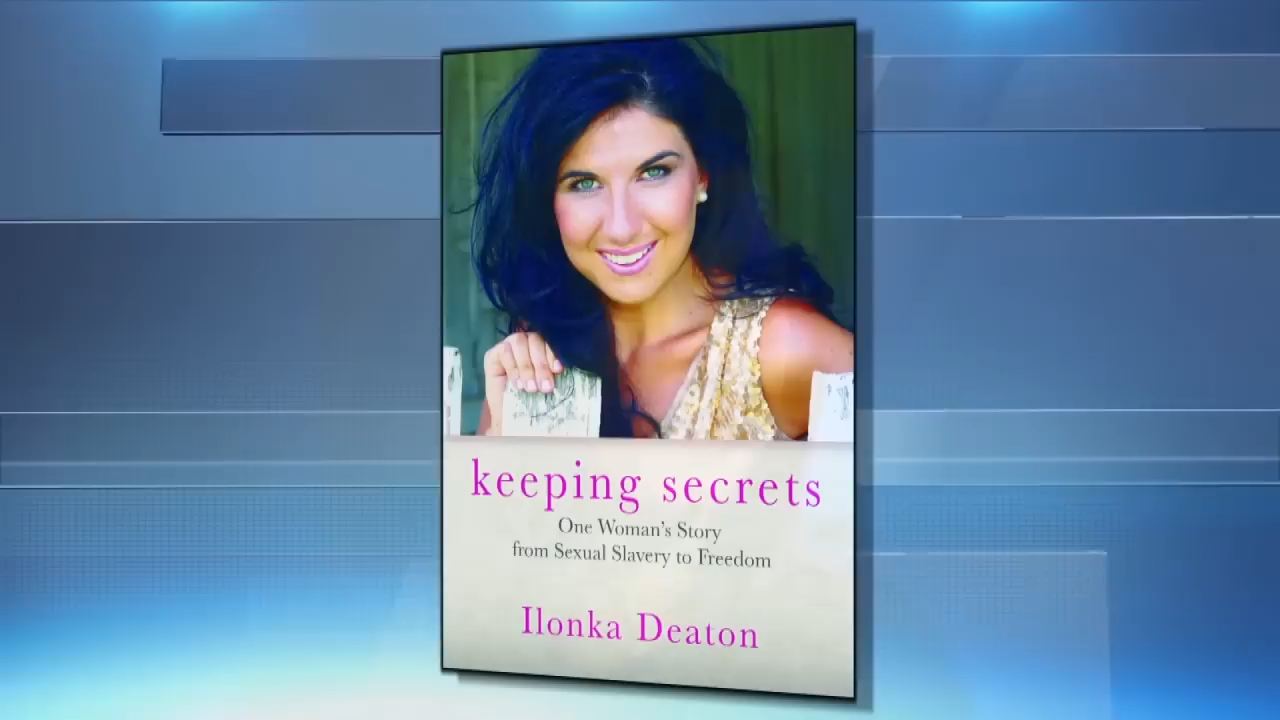 keeping secrets
One Woman's Story
from Sexual Slavery to Freedom
Ilonka Deaton